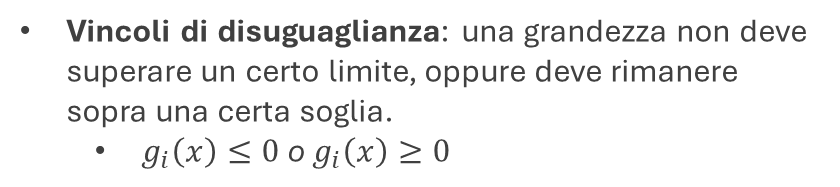 • Vincoli di disuguaglianza: una grandezza non deve
superare un certo limite, oppure deve rimanere
sopra una certa soglia.
• gᵢ(x) ≤ 0 o gᵢ(x) ≥ 0